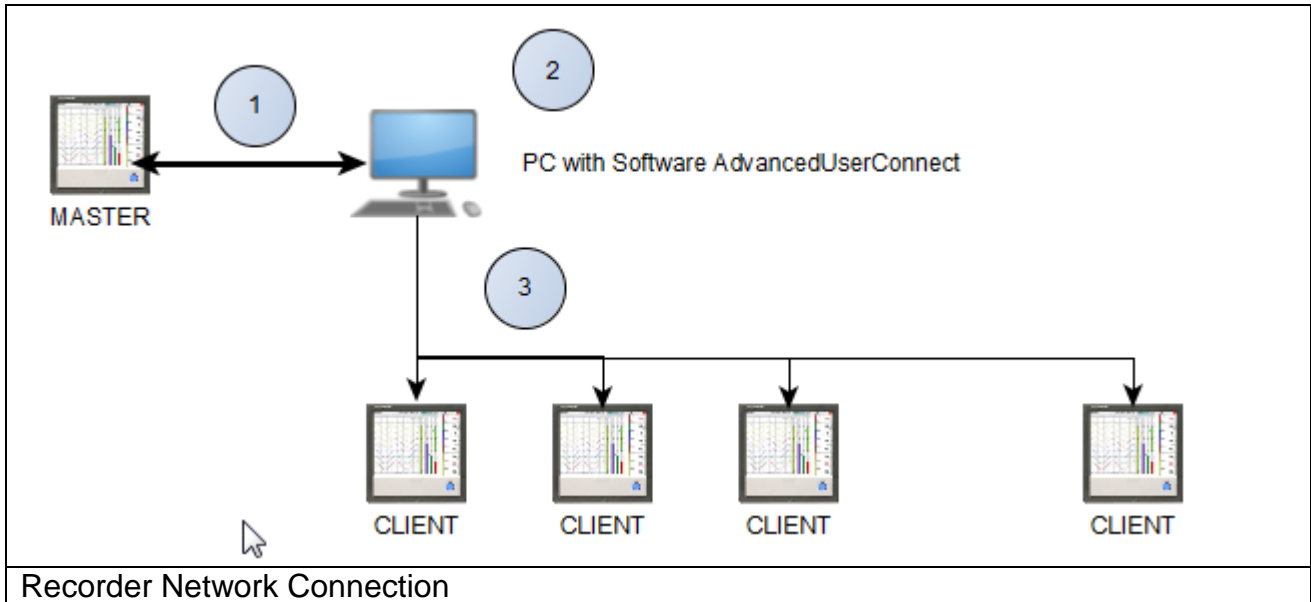 2
1
PC with Software AdvancedUserConnect
MASTER
3
CLIENT
CLIENT
CLIENT
CLIENT
Recorder Network Connection